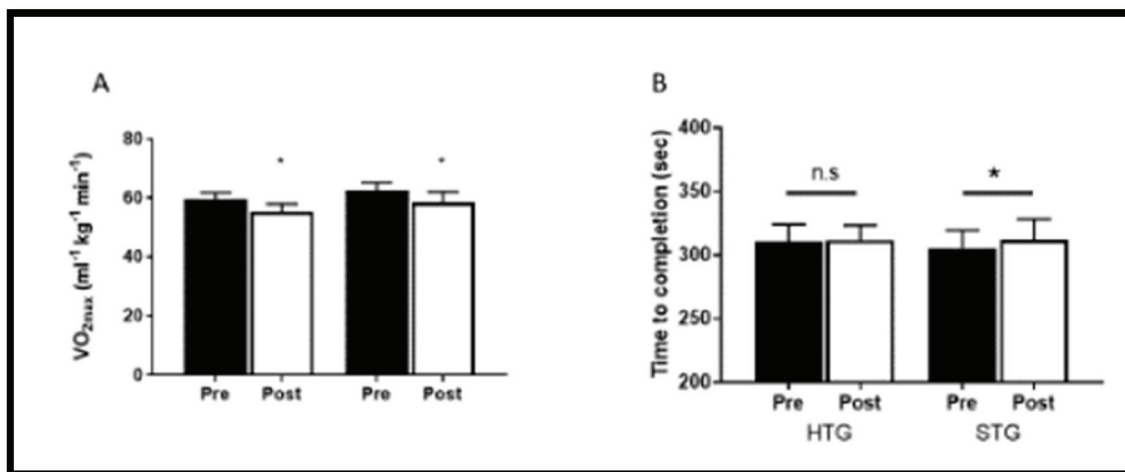 A
VO2max (ml-1 kg-1 min-1)
80
60
40
20
0
*
*
Pre Post Pre Post
B
Time to completion (sec)
400
350
300
250
200
n.s
*
Pre Post Pre Post
HTG STG